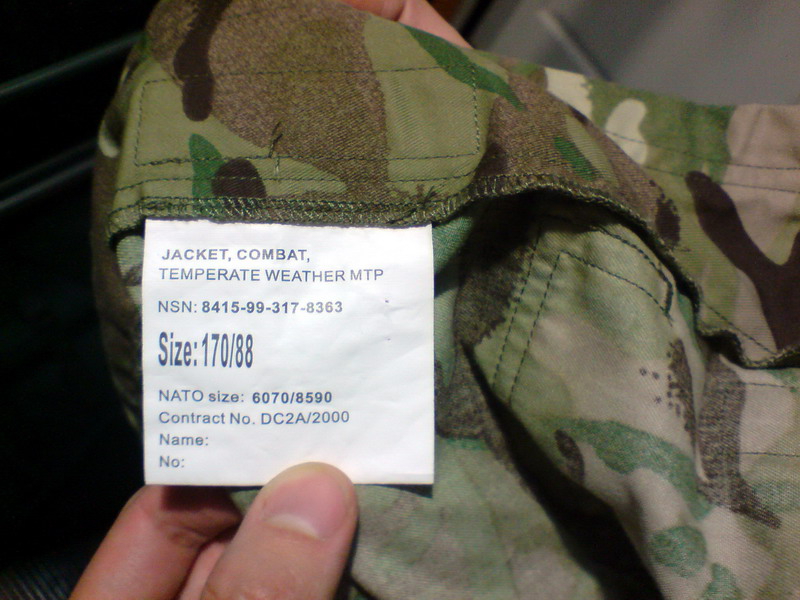 JACKET, COMBAT,
TEMPERATE WEATHER MTP
NSN: 8415-99-317-8363
Size: 170/88
NATO size: 6070/8590
Contract No. DC2A/2000
Name:
No: